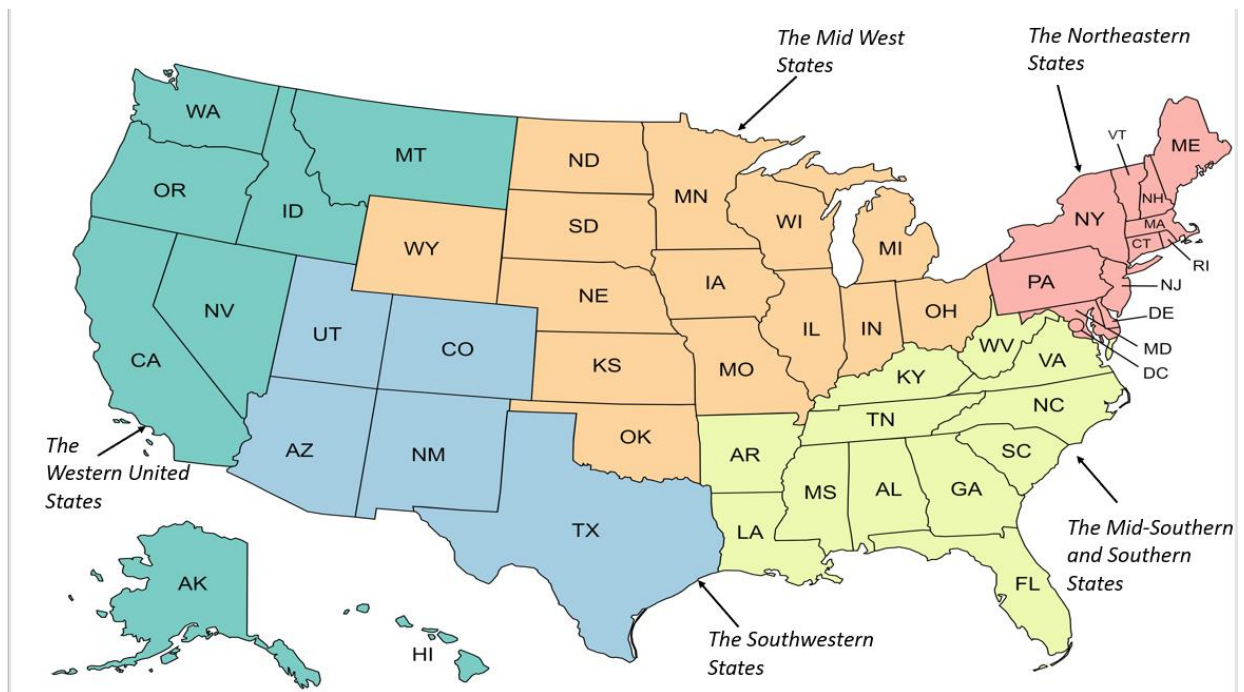 The Mid West
States
The Northeastern
States
WA
MT
ND
MN
VT
ME
OR
ID
SD
WI
MI
NY
NH
MA
CT
RI
WY
IA
NE
PA
NJ
NV
UT
CO
IL
IN
OH
DE
CA
KS
MO
WV
VA
MD
KY
DC
NC
TN
The
Western United
States
AZ
NM
OK
AR
SC
MS
AL
GA
TX
LA
The Mid-Southern
and Southern
States
AK
FL
HI
The Southwestern
States